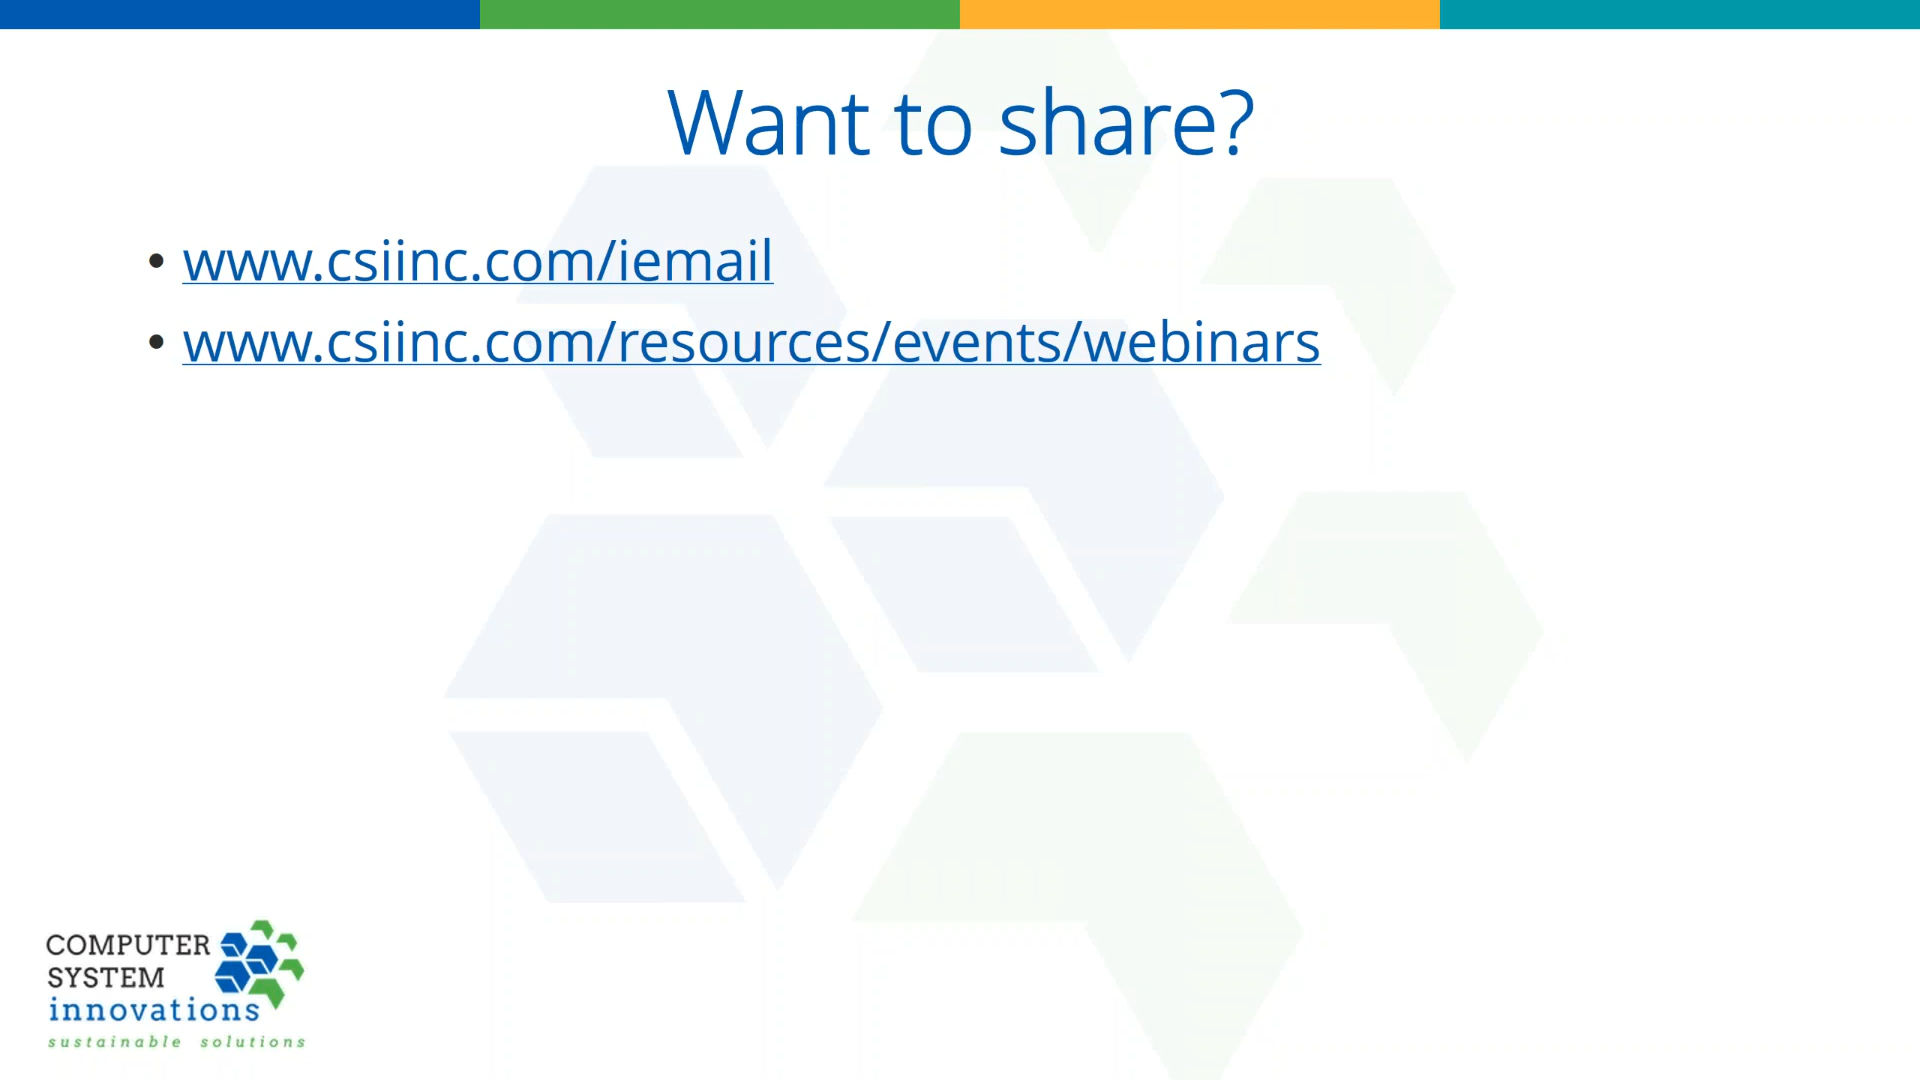 Want to share?
• www.csiinc.com/iemail
• www.csiinc.com/resources/events/webinars
COMPUTER
SYSTEM
innovations
sustainable solutions